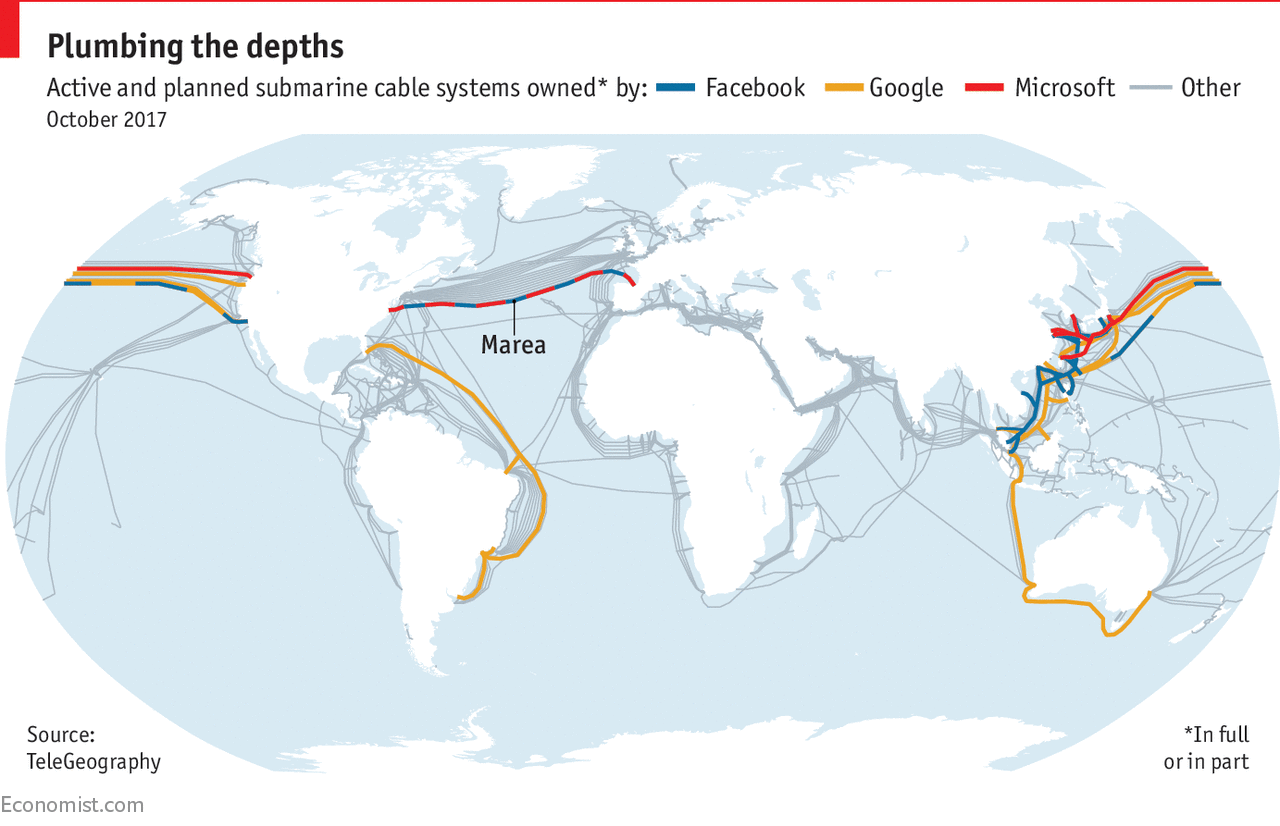 Plumbing the depths
Active and planned submarine cable systems owned* by: Facebook Google Microsoft Other
October 2017
Marea
Source:
TeleGeography
*In full
or in part
Economist.com